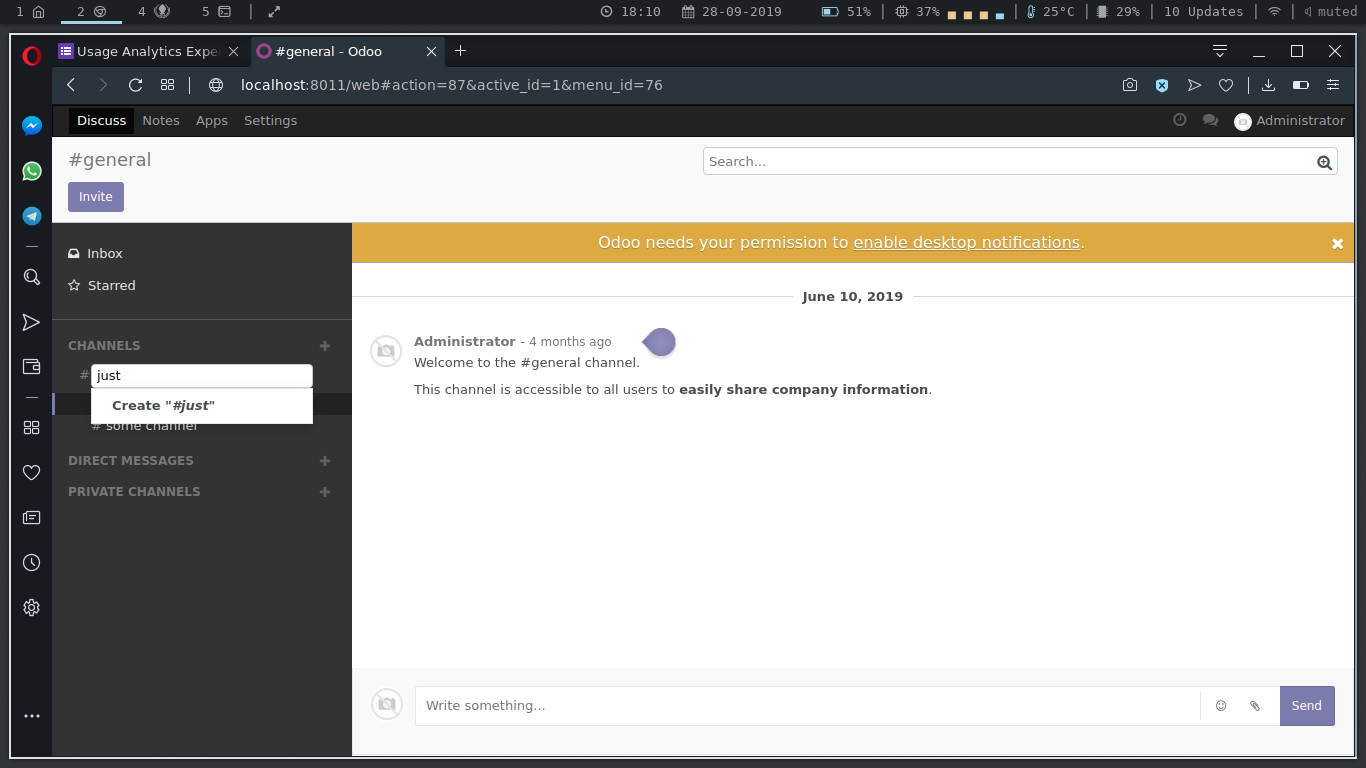 1 2 4 5 18:10 28-09-2019 51% 37% 25°C 29% 10 Updates muted
Usage Analytics Expe #general - Odoo
localhost:8011/web#action=87&active_id=1&menu_id=76
Discuss Notes Apps Settings Administrator
#general Search...
Invite
Odoo needs your permission to enable desktop notifications.
Inbox
Starred
June 10, 2019
CHANNELS
Administrator - 4 months ago
Welcome to the #general channel.
# just
This channel is accessible to all users to easily share company information.
Create "#just"
# some channel
DIRECT MESSAGES
PRIVATE CHANNELS
Write something... Send